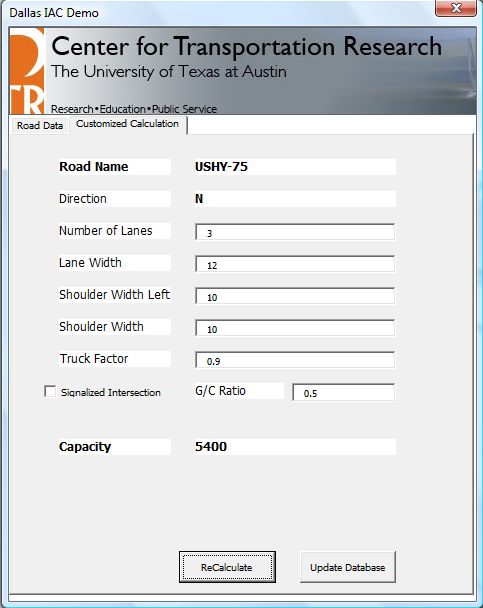 Dallas IAC Demo
Center for Transportation Research
The University of Texas at Austin
TR
Research•Education•Public Service
Road Data Customized Calculation
Road Name USHY-75
Direction N
Number of Lanes 3
Lane Width 12
Shoulder Width Left 10
Shoulder Width 10
Truck Factor 0.9
Signalized Intersection G/C Ratio 0.5
Capacity 5400
ReCalculate Update Database